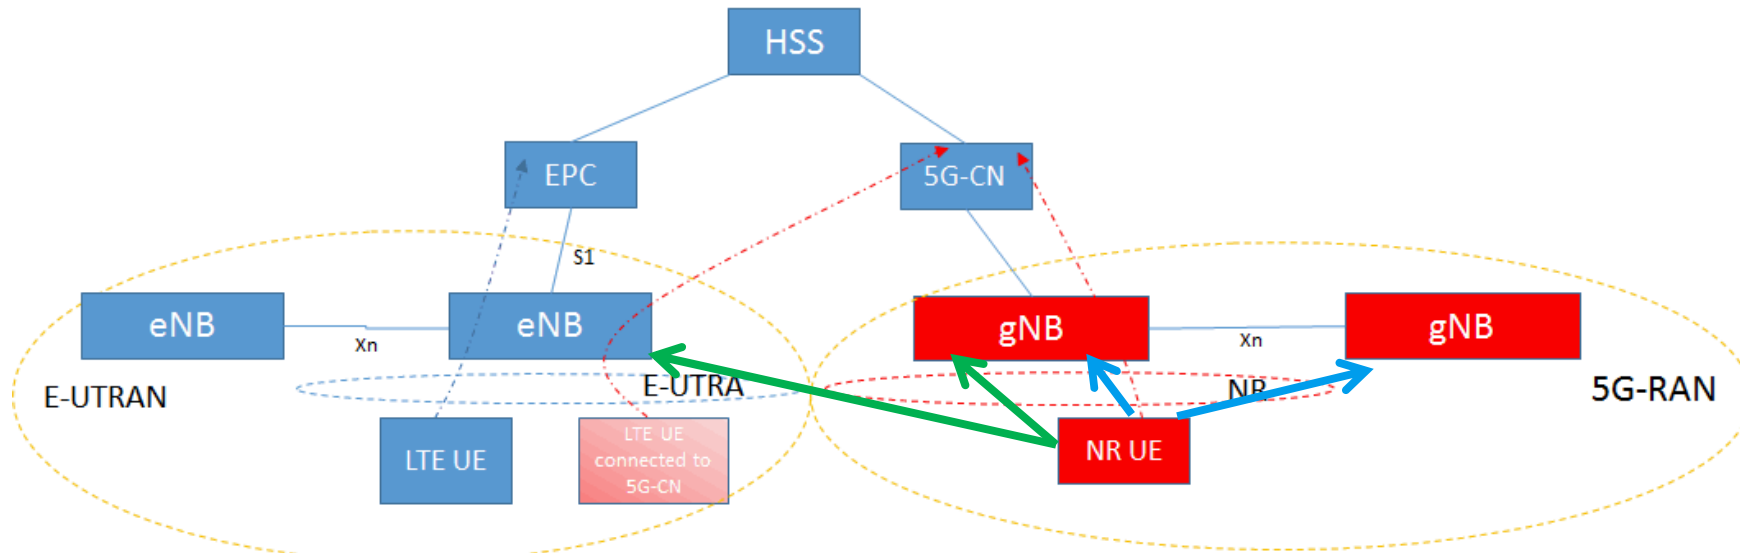 HSS
EPC
5G-CN
S1
eNB
eNB
gNB
gNB
Xn
Xn
E-UTRAN
E-UTRA
NR
5G-RAN
LTE UE
LTE UE
connected to
5G-CN
NR UE